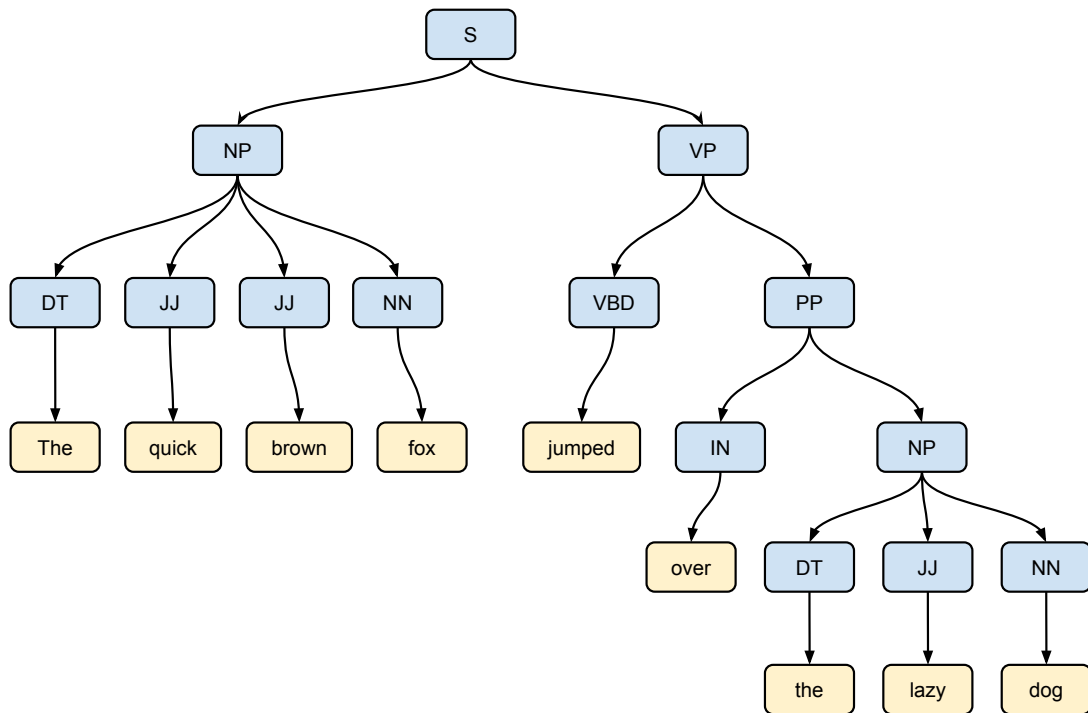 S
NP VP
DT JJ JJ NN VBD PP
The quick brown fox jumped IN NP
over DT JJ NN
the lazy dog